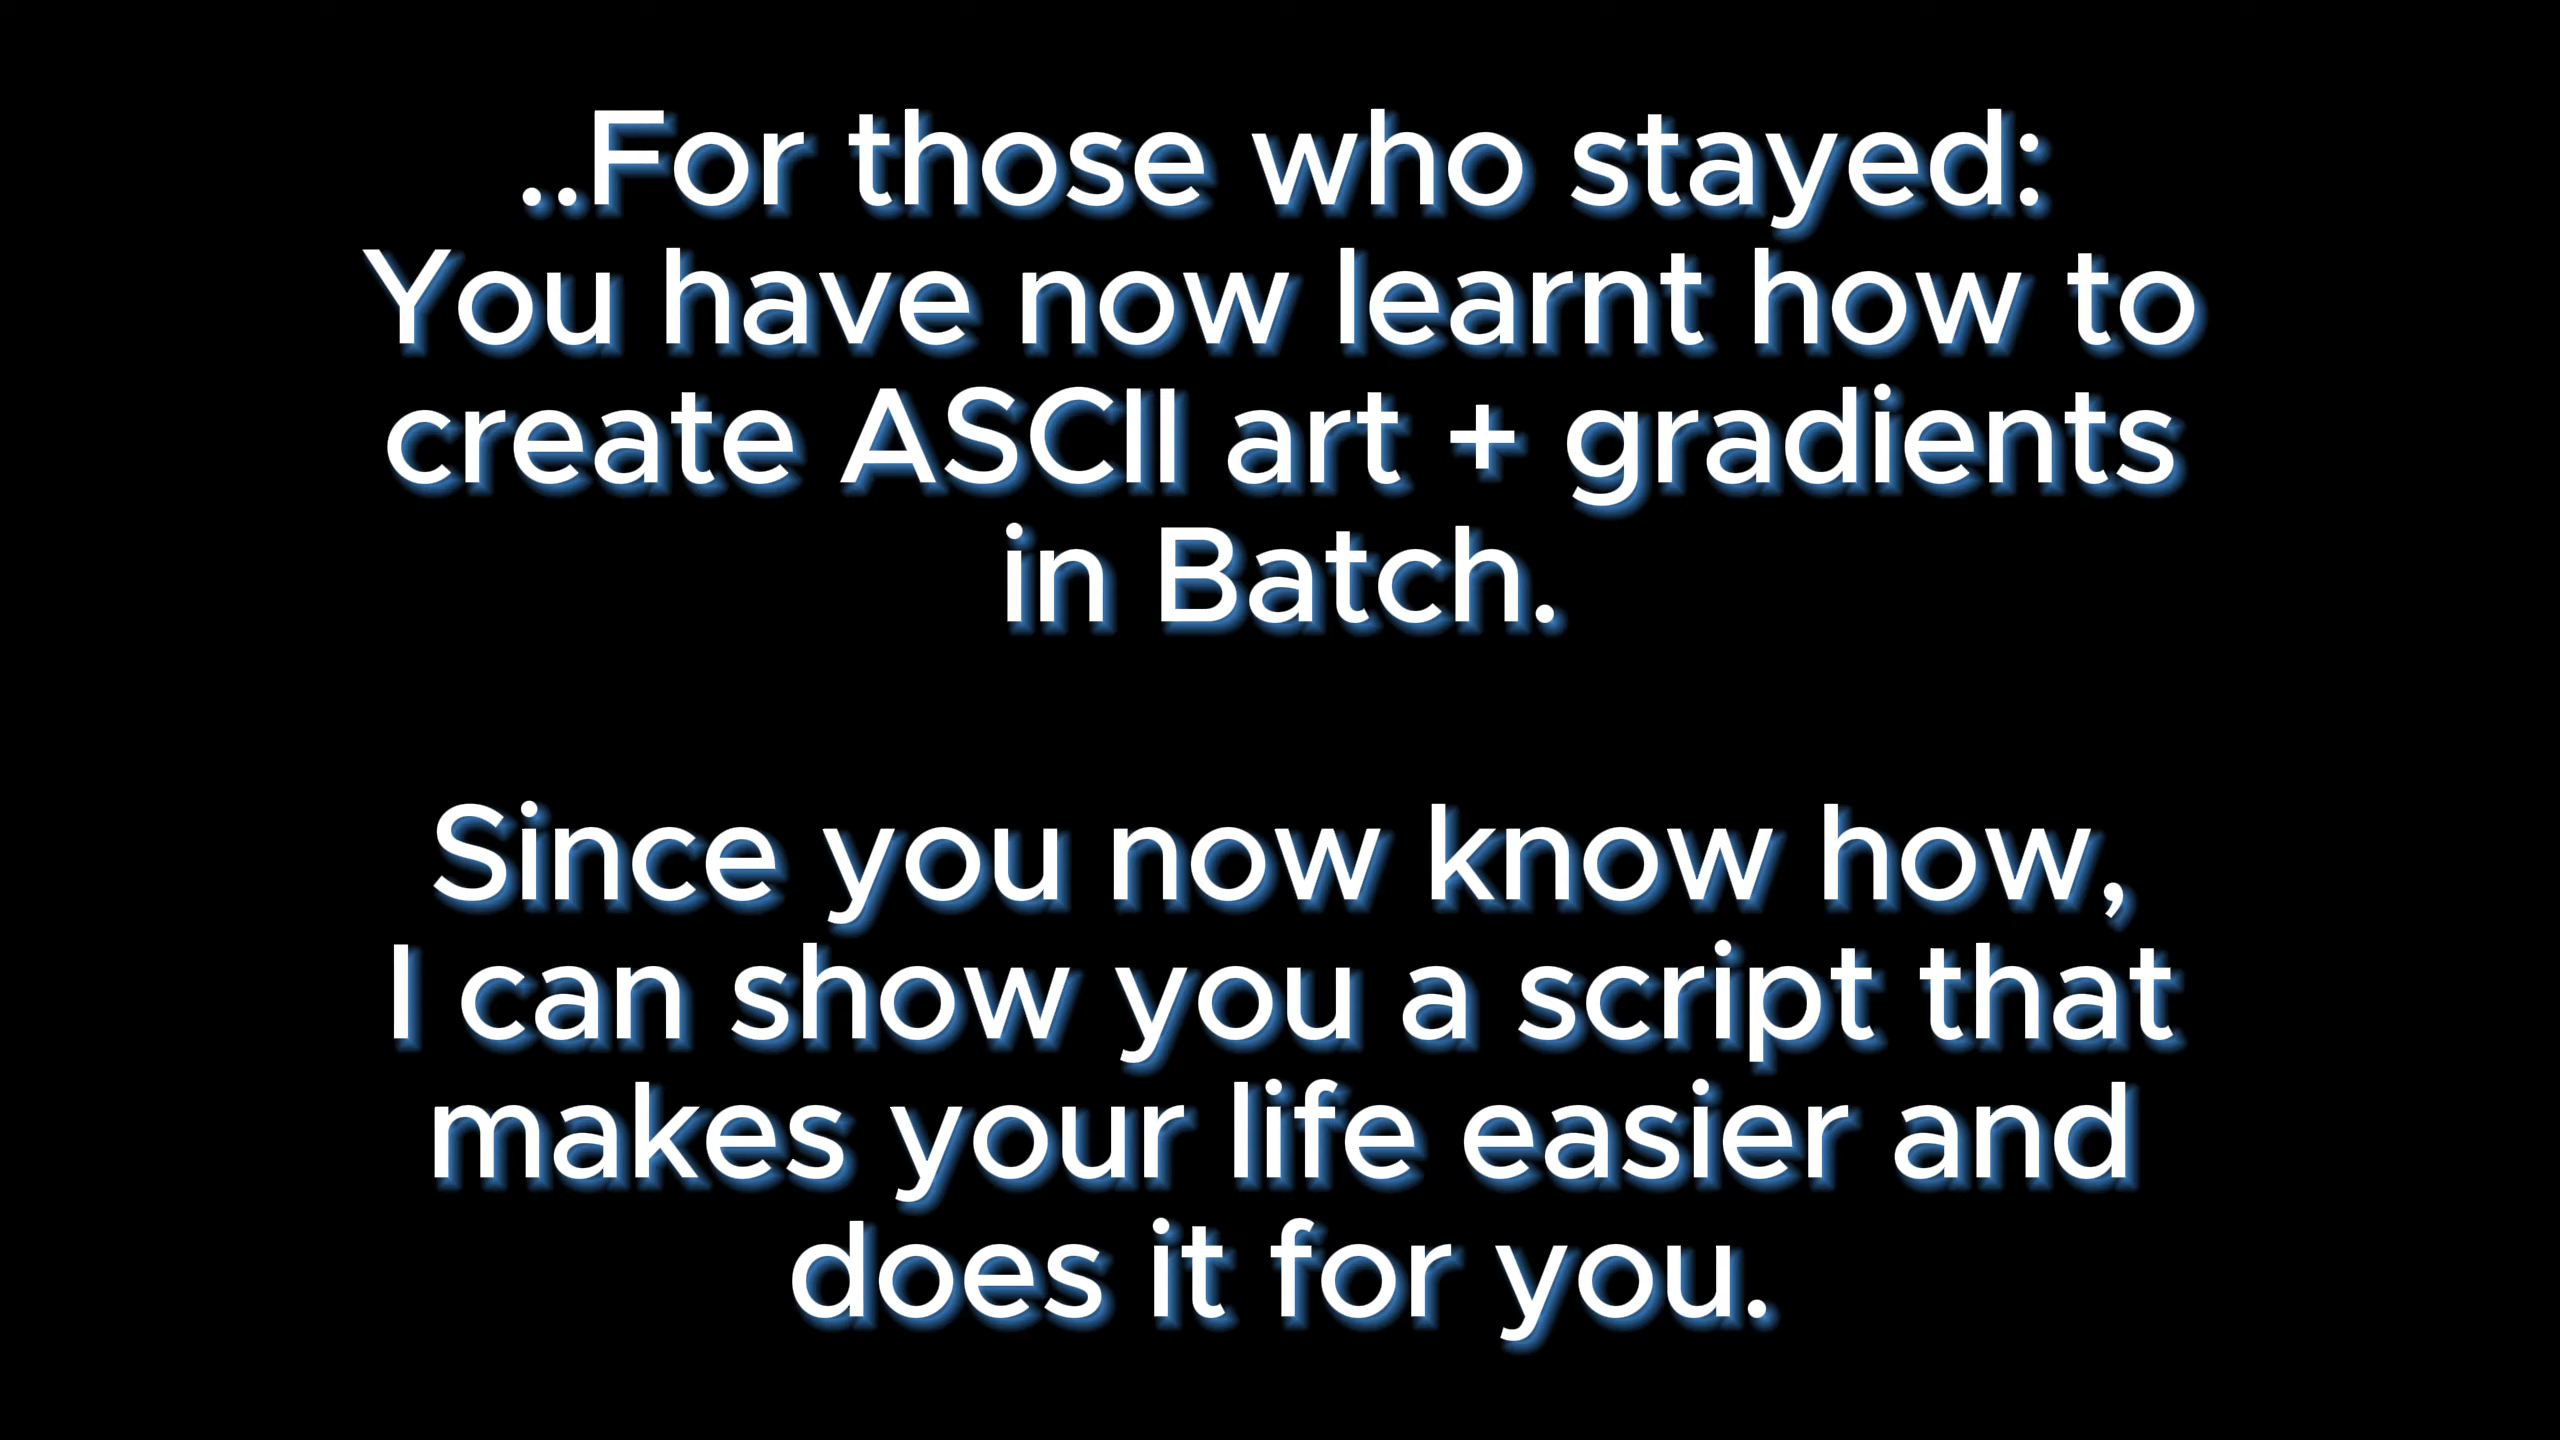 ..For those who stayed:
You have now learnt how to
create ASCII art + gradients
in Batch.
Since you now know how,
I can show you a script that
makes your life easier and
does it for you.